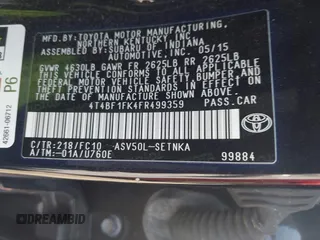 MFD. BY: TOYOTA MOTOR MANUFACTURING,
NORTHERN KENTUCKY, INC.
ASSEMBLED BY: SUBARU OF INDIANA
AUTOMOTIVE, INC. 05/15
GVWR 4630LB GAWR FR 2625LB RR 2625LB
THIS VEHICLE CONFORMS TO ALL APPLICABLE
FEDERAL MOTOR VEHICLE SAFETY, BUMPER, AND
THEFT PREVENTION STANDARDS IN EFFECT ON
THE DATE OF MANUFACTURE SHOWN ABOVE.
4T4BF1FK4FR499359 PASS.CAR
C/TR:218/FC10 ASV50L-SETNKA
A/TM:-01A/U760E
99884
TOYOTA
P6
42661-06712
DREAMBID